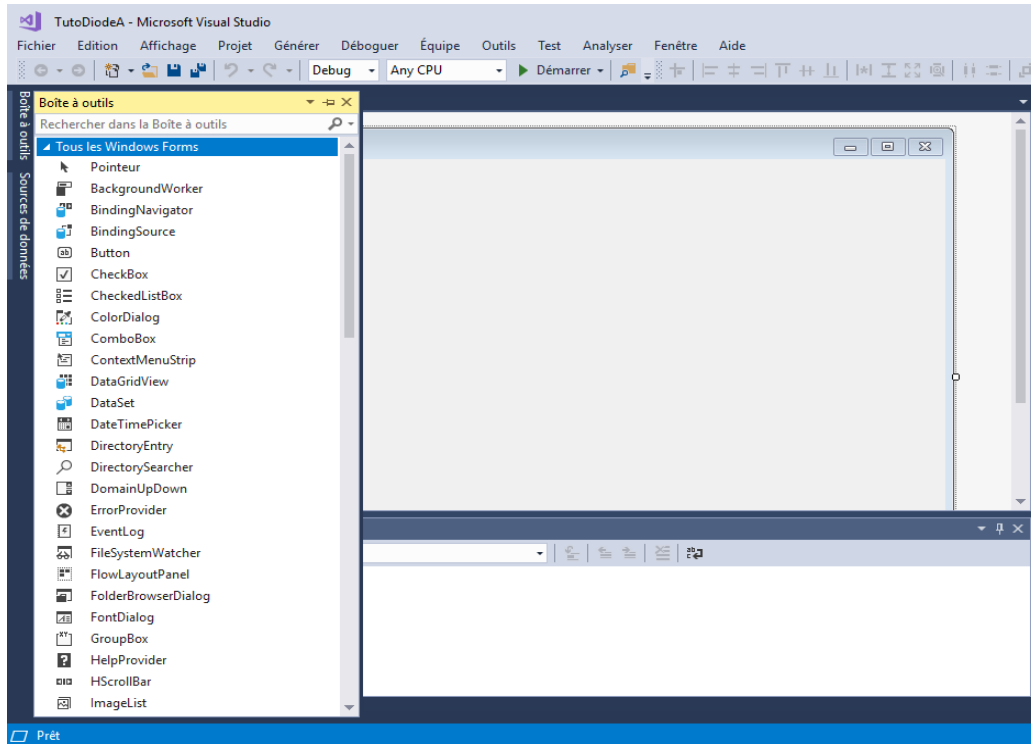 TutoDiodeA - Microsoft Visual Studio
Fichier Edition Affichage Projet Générer Déboguer Équipe Outils Test Analyser Fenêtre Aide
Debug Any CPU Démarrer
Boîte à outils
Sources de données
Boîte à outils
Rechercher dans la Boîte à outils
Tous les Windows Forms
Pointeur
BackgroundWorker
BindingNavigator
BindingSource
ab Button
CheckBox
CheckedListBox
ColorDialog
ComboBox
ContextMenuStrip
DataGridView
DataSet
DateTimePicker
DirectoryEntry
DirectorySearcher
DomainUpDown
ErrorProvider
EventLog
FileSystemWatcher
FlowLayoutPanel
FolderBrowserDialog
FontDialog
GroupBox
HelpProvider
HScrollBar
ImageList
Prêt